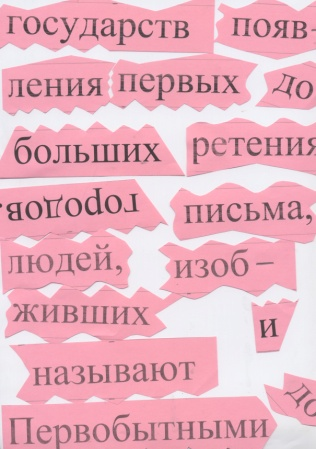 государств появ-
ления первых до
больших ретения
городов. письма,
людей, изоб-
живших и
называют
до
Первобытными